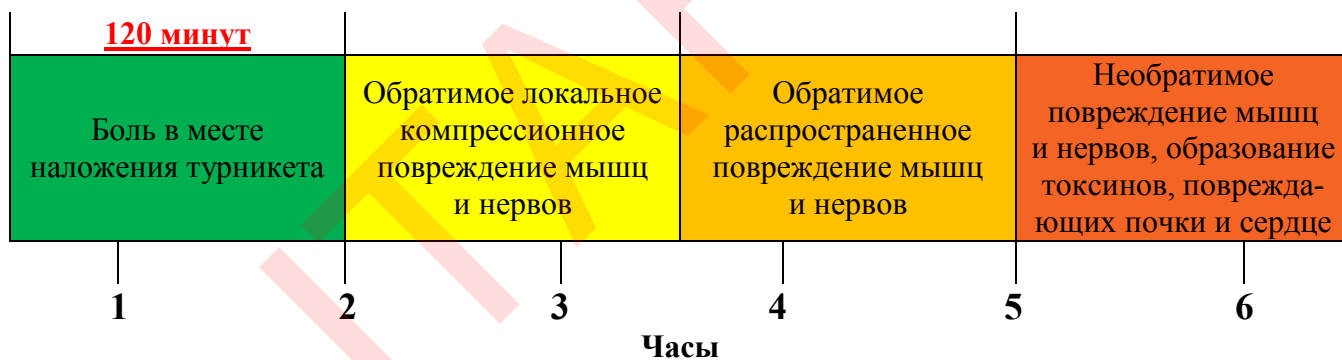 120 минут
Боль в месте
наложения турникета
Обратимое локальное
компрессионное
повреждение мышц
и нервов
Обратимое
распространенное
повреждение мышц
и нервов
Необратимое
повреждение мышц
и нервов, образование
токсинов, поврежда-
ющих почки и сердце
1 2 3 4 5 6
Часы